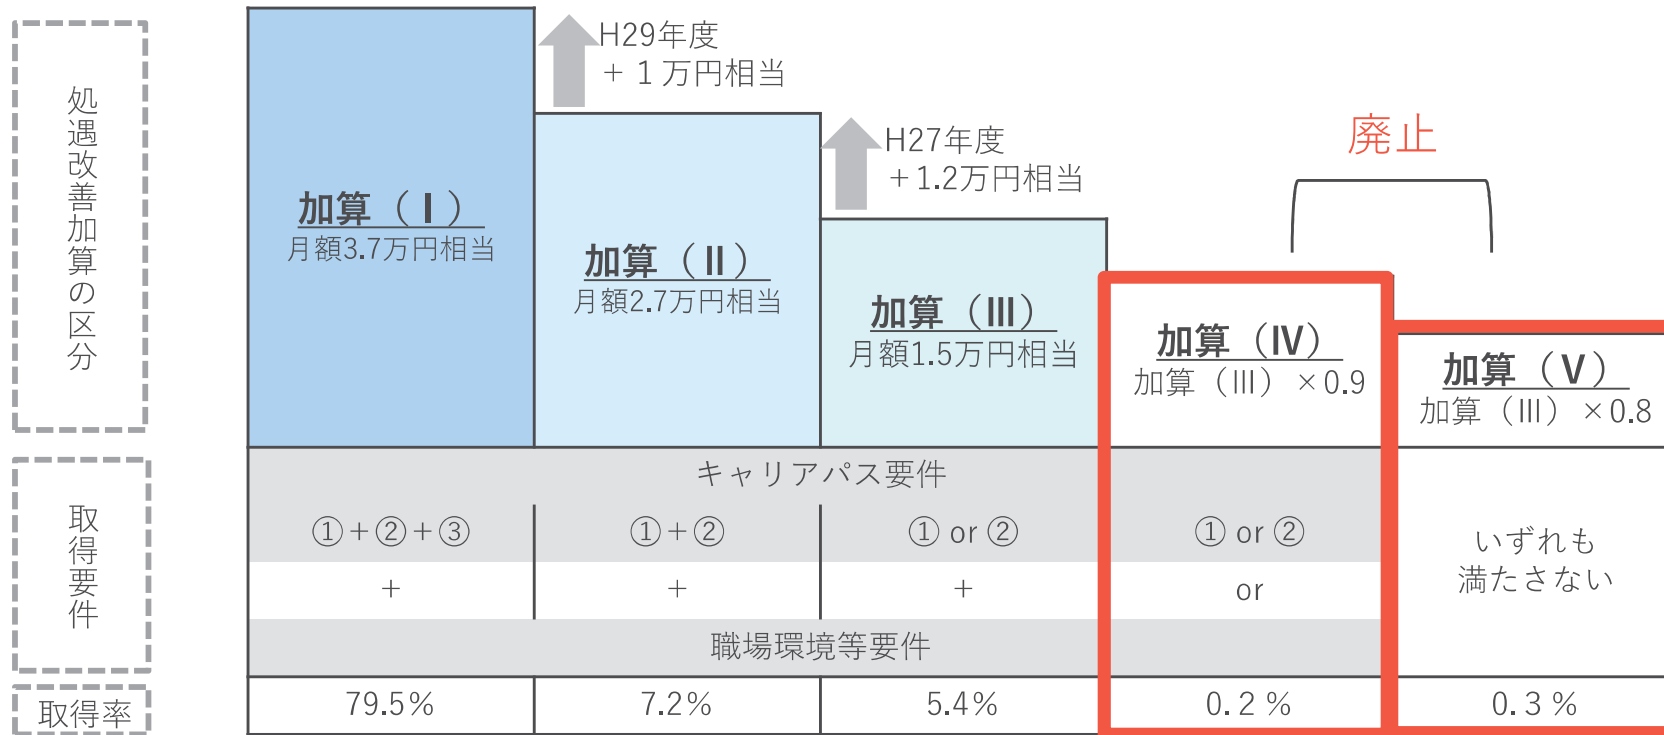 処遇改善加算の区分
加算（Ⅰ）
月額3.7万円相当
H29年度
+ 1 万円相当
加算（Ⅱ）
月額2.7万円相当
H27年度
+1.2万円相当
加算（Ⅲ）
月額1.5万円相当
廃止
加算（Ⅳ）
加算（Ⅲ）×0.9
加算（Ⅴ）
加算（Ⅲ）×0.8
取得要件
キャリアパス要件
①+②+③
①+②
① or ②
① or ②
いずれも
満たさない
+
+
+
or
職場環境等要件
取得率
79.5%
7.2%
5.4%
0.2 %
0.3 %